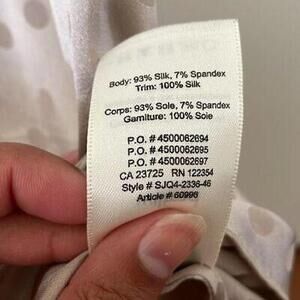 Body: 93% Silk, 7% Spandex
Trim: 100% Silk
Corps: 93% Soie, 7% Spandex
Garniture: 100% Soie
P.O. # 4500062694
P.O. # 4500062695
P.O. # 4500062697
CA 23725 RN 122354
Style # SJQ4-2336-46
Article # 60996